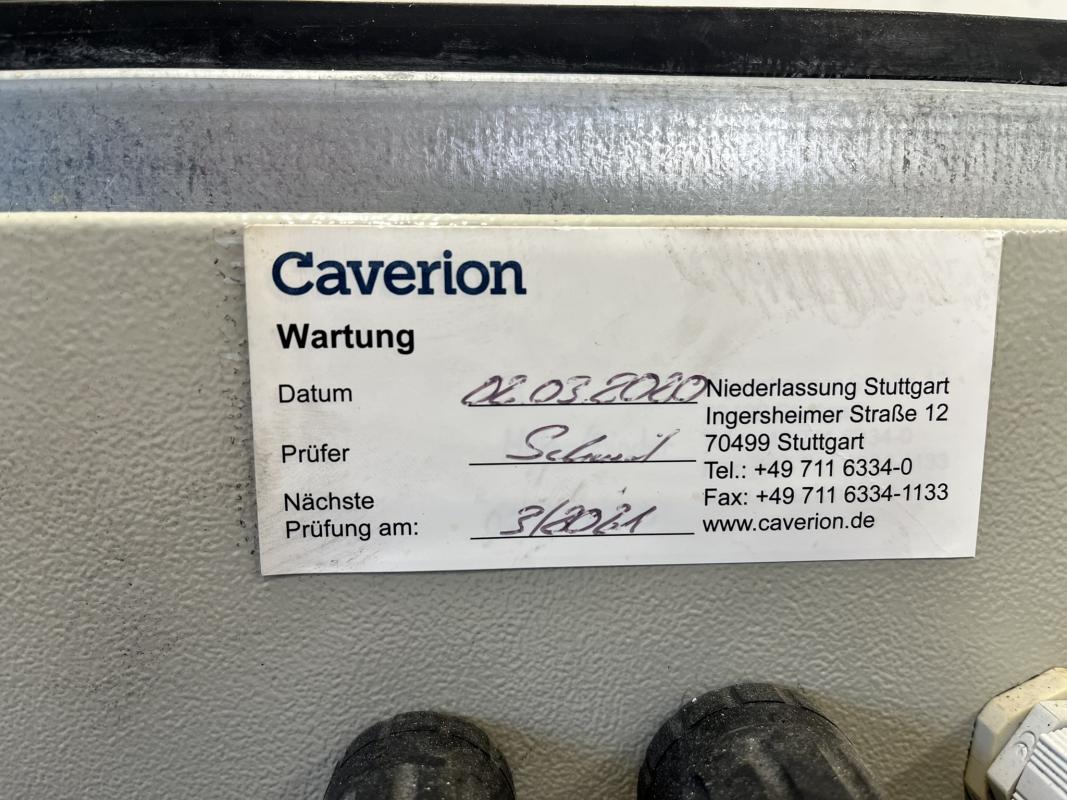 Caverion
Wartung
Datum 02.03.2020
Prüfer Schmid
Nächste
Prüfung am: 3/2021
Niederlassung Stuttgart
Ingersheimer Straße 12
70499 Stuttgart
Tel.: +49 711 6334-0
Fax: +49 711 6334-1133
www.caverion.de